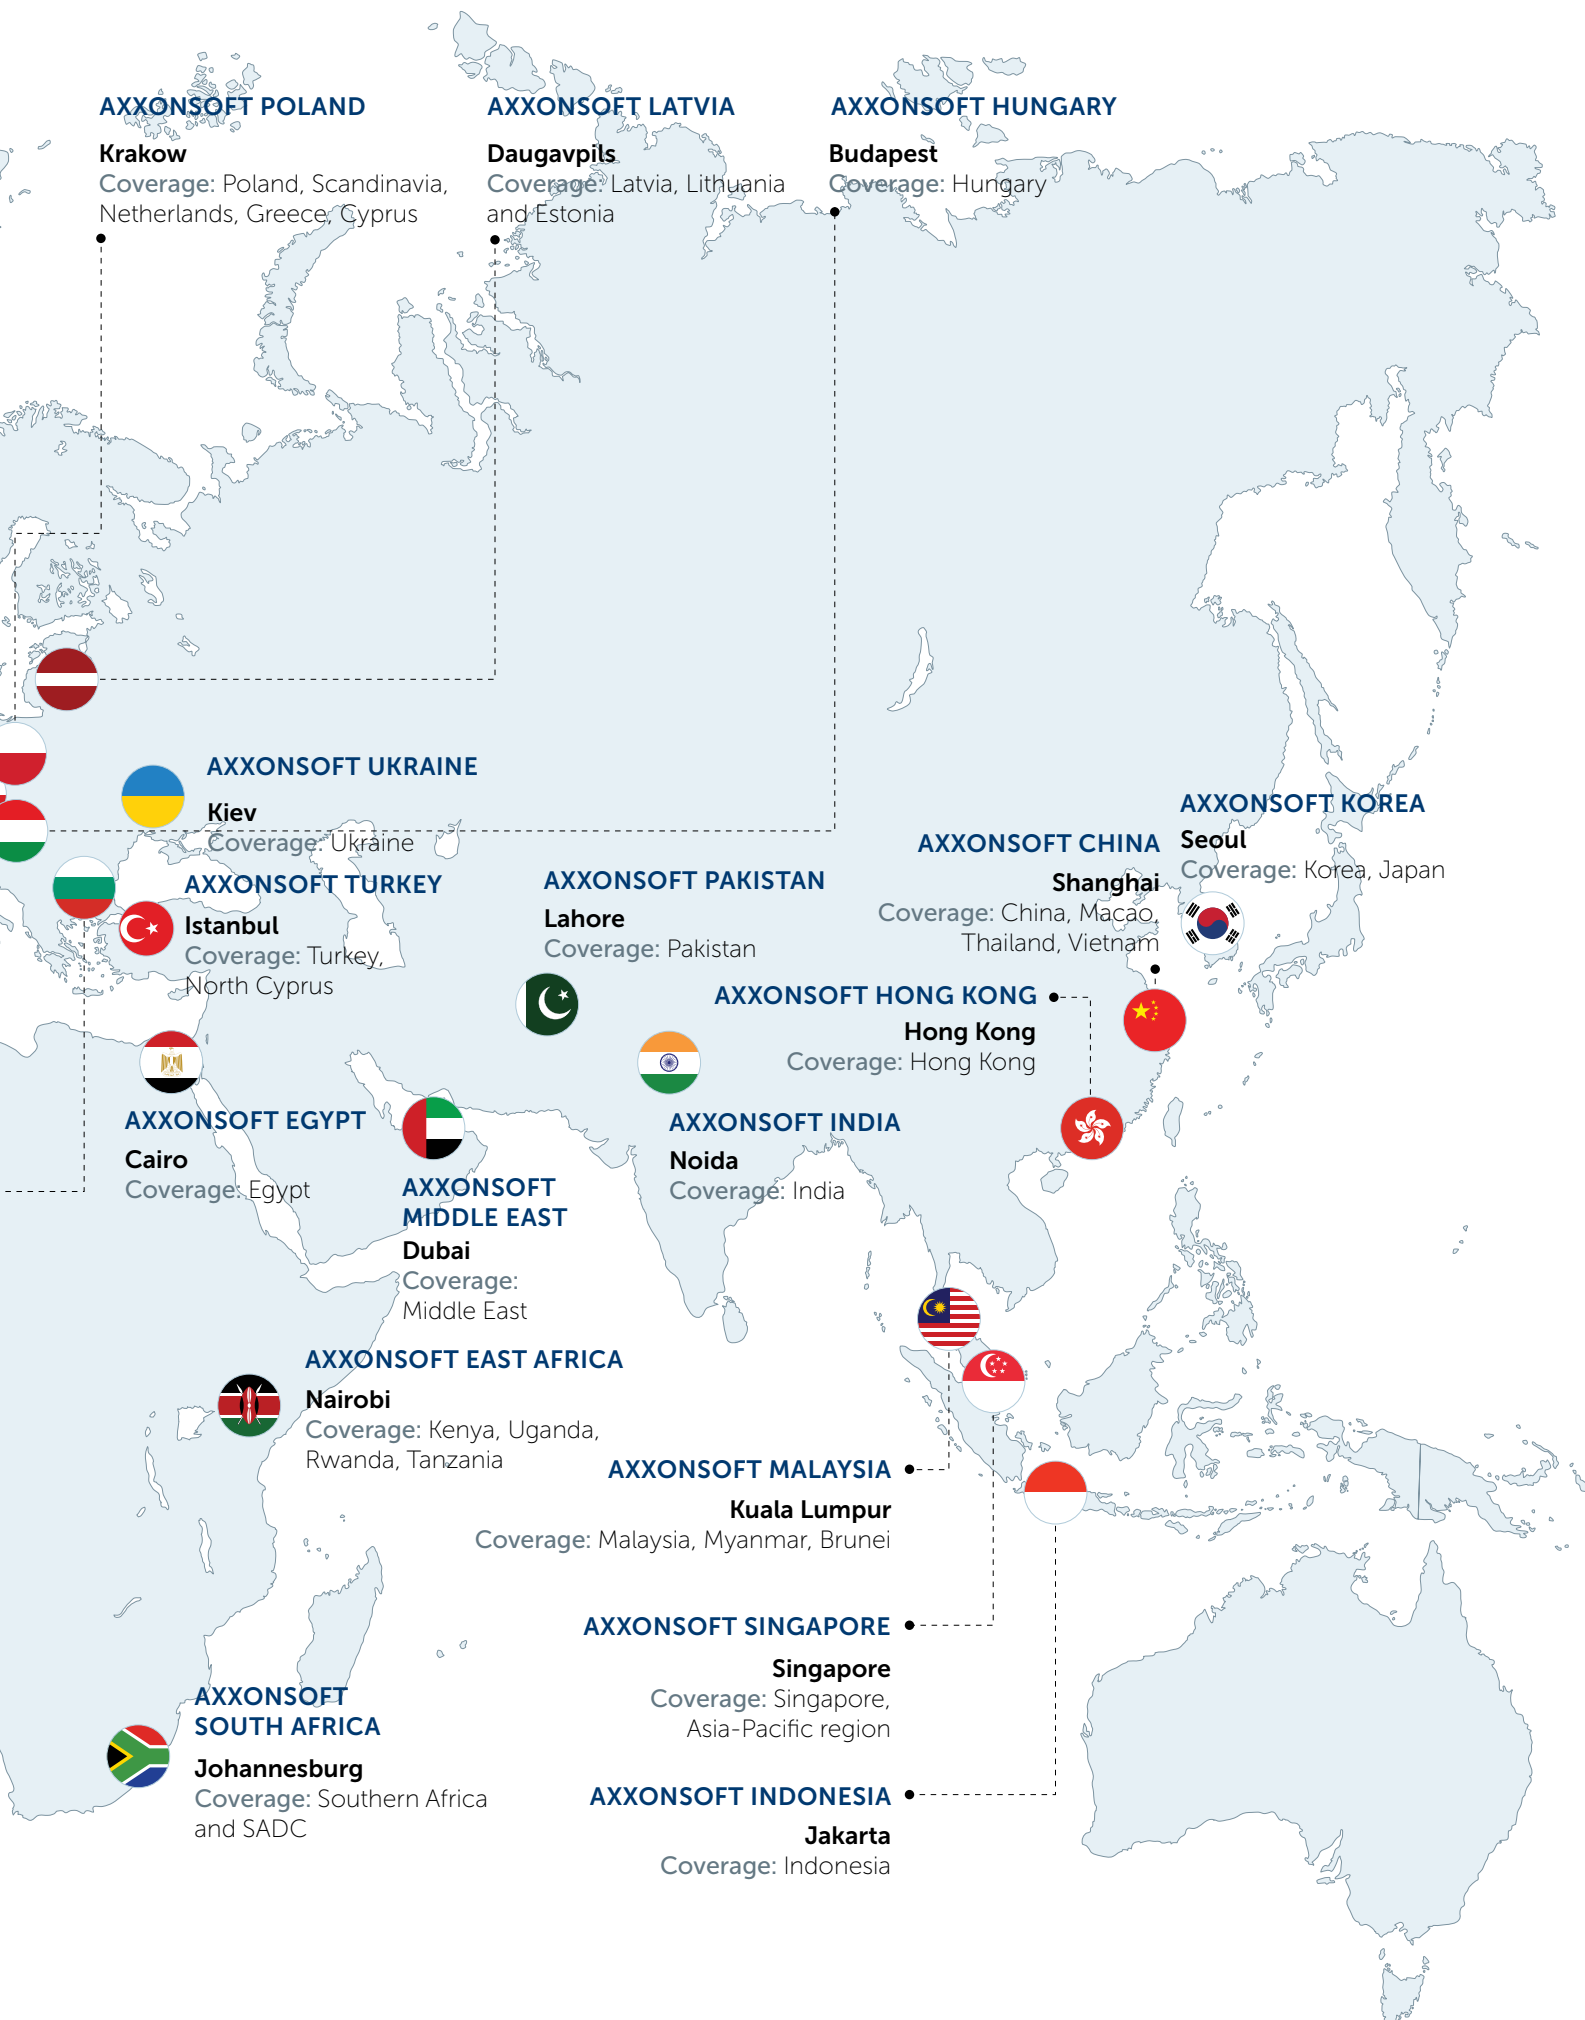 AXXONSOFT POLAND
Krakow
Coverage: Poland, Scandinavia,
Netherlands, Greece, Cyprus
AXXONSOFT LATVIA
Daugavpils
Coverage: Latvia, Lithuania
and Estonia
AXXONSOFT HUNGARY
Budapest
Coverage: Hungary
AXXONSOFT UKRAINE
Kiev
Coverage: Ukraine
AXXONSOFT TURKEY
Istanbul
Coverage: Turkey,
North Cyprus
AXXONSOFT PAKISTAN
Lahore
Coverage: Pakistan
AXXONSOFT CHINA
Shanghai
Coverage: China, Macao,
Thailand, Vietnam
AXXONSOFT KOREA
Seoul
Coverage: Korea, Japan
AXXONSOFT HONG KONG
Hong Kong
Coverage: Hong Kong
AXXONSOFT EGYPT
Cairo
Coverage: Egypt
AXXONSOFT
MIDDLE EAST
Dubai
Coverage:
Middle East
AXXONSOFT INDIA
Noida
Coverage: India
AXXONSOFT EAST AFRICA
Nairobi
Coverage: Kenya, Uganda,
Rwanda, Tanzania
AXXONSOFT MALAYSIA
Kuala Lumpur
Coverage: Malaysia, Myanmar, Brunei
AXXONSOFT SINGAPORE
Singapore
Coverage: Singapore,
Asia-Pacific region
AXXONSOFT
SOUTH AFRICA
Johannesburg
Coverage: Southern Africa
and SADC
AXXONSOFT INDONESIA
Jakarta
Coverage: Indonesia